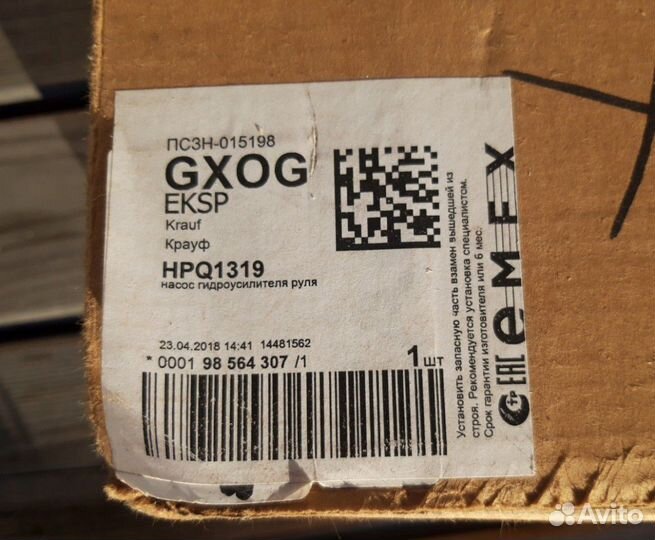 ПСЗН-015198
GXOG
EKSP
Krauf
Крауф
HPQ1319
насос гидроусилителя руля
23.04.2018 14:41 14481562
* 0001 98 564 307 /1
1 шт
Установить запасную часть взамен вышедшей из
строя. Рекомендуется установка специалистом.
Срок гарантии изготовителя или 6 мес.
EAC
emex
Avito